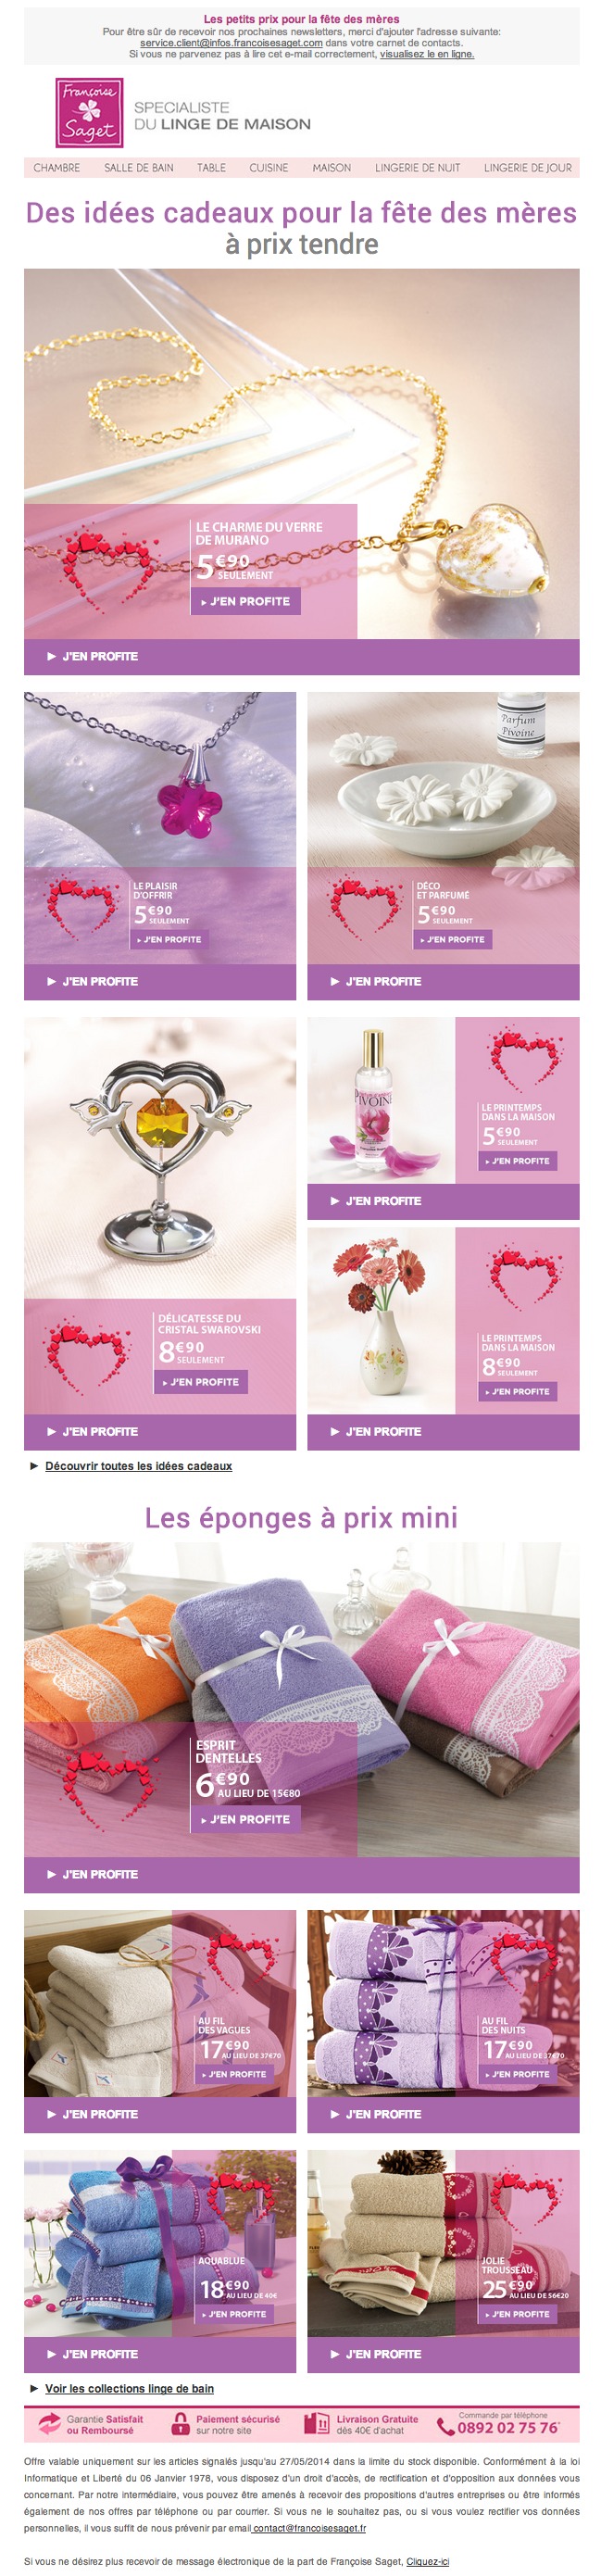 Les petits prix pour la fête des mères
Pour être sûr de recevoir nos prochaines newsletters, merci d'ajouter l'adresse suivante:
service.client@infos.francoisesaget.com dans votre carnet de contacts.
Si vous ne parvenez pas à lire cet e-mail correctement, visualisez le en ligne.
Françoise
Saget
SPECIALISTE
DU LINGE DE MAISON
CHAMBRE SALLE DE BAIN TABLE CUISINE MAISON LINGERIE DE NUIT LINGERIE DE JOUR
Des idées cadeaux pour la fête des mères
à prix tendre
LE CHARME DU VERRE
DE MURANO
5€90
SEULEMENT
► J'EN PROFITE
► J'EN PROFITE
LE PLAISIR
D'OFFRIR
5€90
SEULEMENT
► J'EN PROFITE
► J'EN PROFITE
Parfum
Pivoine
DÉCO
ET PARFUMÉ
5€90
SEULEMENT
► J'EN PROFITE
► J'EN PROFITE
DÉLICATESSE DU
CRISTAL SWAROVSKI
8€90
SEULEMENT
► J'EN PROFITE
► J'EN PROFITE
PIVOINE
LE PRINTEMPS
DANS LA MAISON
5€90
SEULEMENT
► J'EN PROFITE
► J'EN PROFITE
LE PRINTEMPS
DANS LA MAISON
8€90
SEULEMENT
► J'EN PROFITE
► J'EN PROFITE
► Découvrir toutes les idées cadeaux
Les éponges à prix mini
ESPRIT
DENTELLES
6€90
AU LIEU DE 15€80
► J'EN PROFITE
► J'EN PROFITE
AU FIL
DES VAGUES
17€90
AU LIEU DE 37€70
► J'EN PROFITE
► J'EN PROFITE
AU FIL
DES NUITS
17€90
AU LIEU DE 37€70
► J'EN PROFITE
► J'EN PROFITE
AQUABLUE
18€90
AU LIEU DE 40€
► J'EN PROFITE
► J'EN PROFITE
JOLIE
TROUSSEAU
25€90
AU LIEU DE 56€20
► J'EN PROFITE
► J'EN PROFITE
► Voir les collections linge de bain
Garantie Satisfait
ou Remboursé
Paiement sécurisé
sur notre site
Livraison Gratuite
dès 40€ d'achat
Commande par téléphone
0892 02 75 76*
Offre valable uniquement sur les articles signalés jusqu'au 27/05/2014 dans la limite du stock disponible. Conformément à la loi
Informatique et Liberté du 06 Janvier 1978, vous disposez d'un droit d'accès, de rectification et d'opposition aux données vous
concernant. Par notre intermédiaire, vous pouvez être amenés à recevoir des propositions d'autres entreprises ou être informés
également de nos offres par téléphone ou par courrier. Si vous ne le souhaitez pas, ou si vous voulez rectifier vos données
personnelles, il vous suffit de nous prévenir par email contact@francoisesaget.fr
Si vous ne désirez plus recevoir de message électronique de la part de Françoise Saget, Cliquez-ici